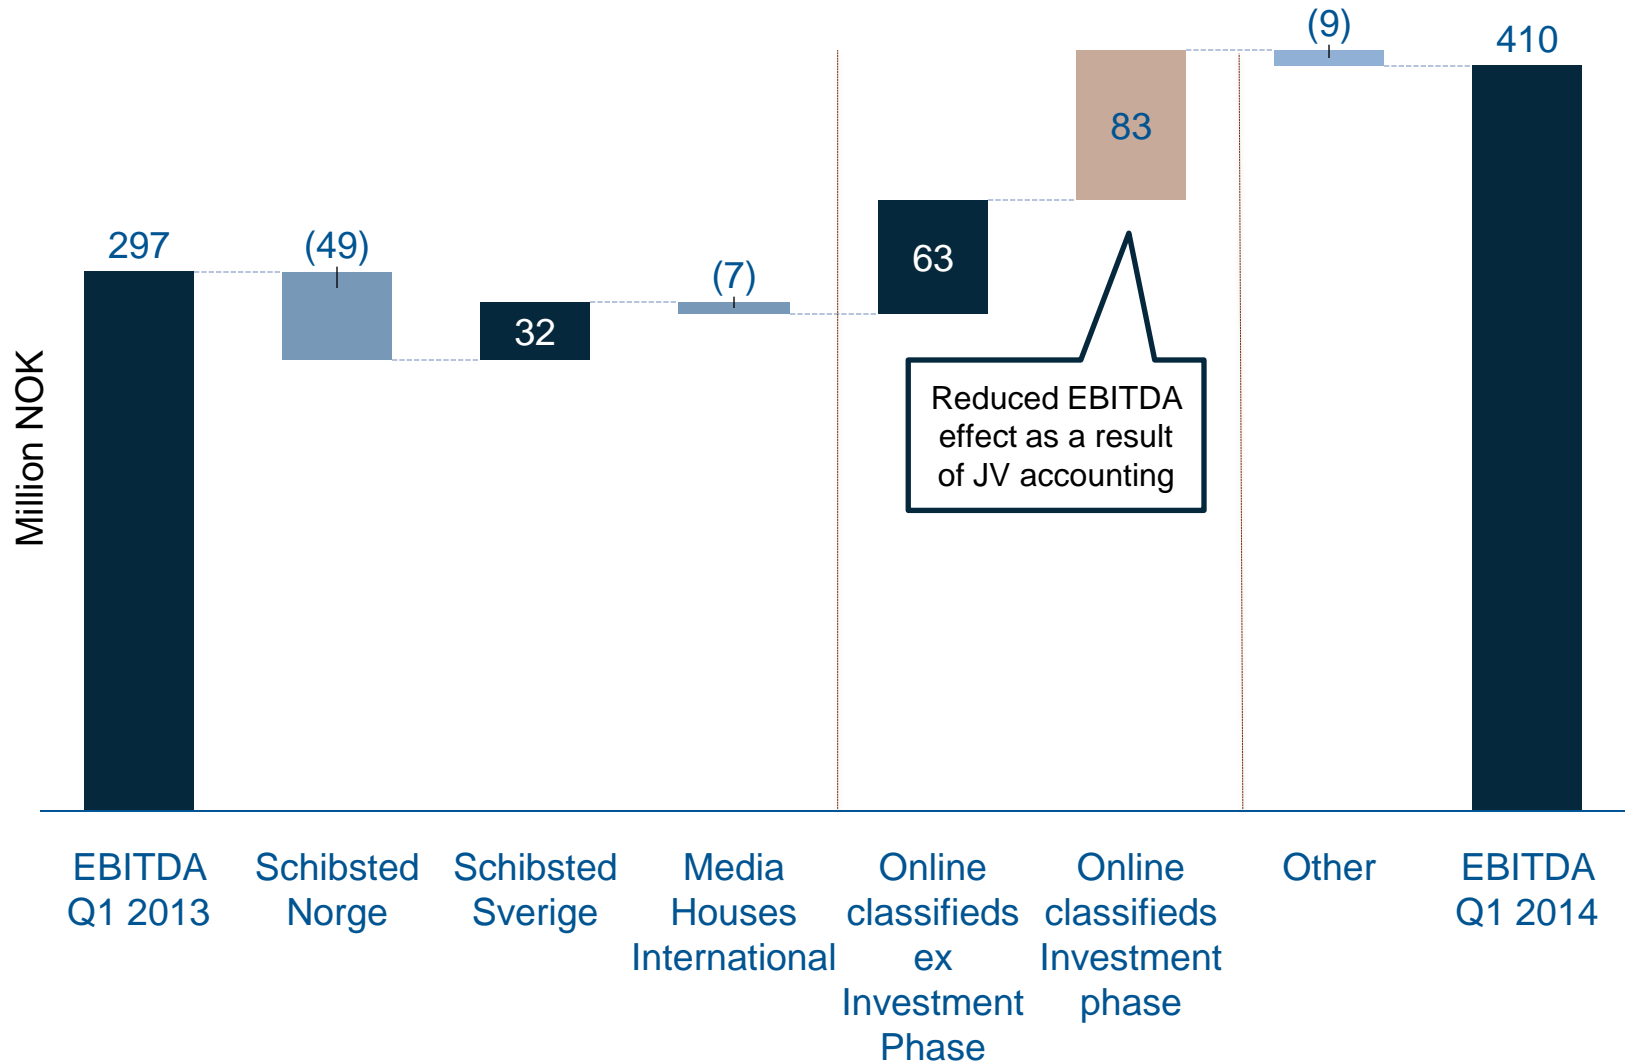 (9)
410
83
297
(49)
(7)
63
32
Million NOK
Reduced EBITDA
effect as a result
of JV accounting
EBITDA
Q1 2013
Schibsted
Norge
Schibsted
Sverige
Media
Houses
International
Online
classifieds
ex
Investment
Phase
Online
classifieds
Investment
phase
Other
EBITDA
Q1 2014